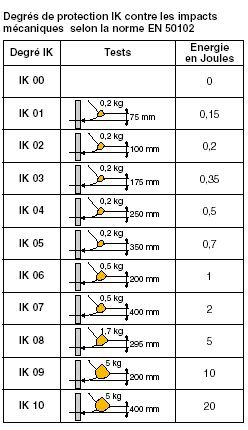 Degrés de protection IK contre les impacts
mécaniques selon la norme EN 50102
Degré IK Tests Energie en Joules
IK 00 0
IK 01 0,2 kg 75 mm 0,15
IK 02 0,2 kg 100 mm 0,2
IK 03 0,2 kg 175 mm 0,35
IK 04 0,2 kg 250 mm 0,5
IK 05 0,2 kg 350 mm 0,7
IK 06 0,5 kg 200 mm 1
IK 07 0,5 kg 400 mm 2
IK 08 1,7 kg 295 mm 5
IK 09 5 kg 200 mm 10
IK 10 5 kg 400 mm 20